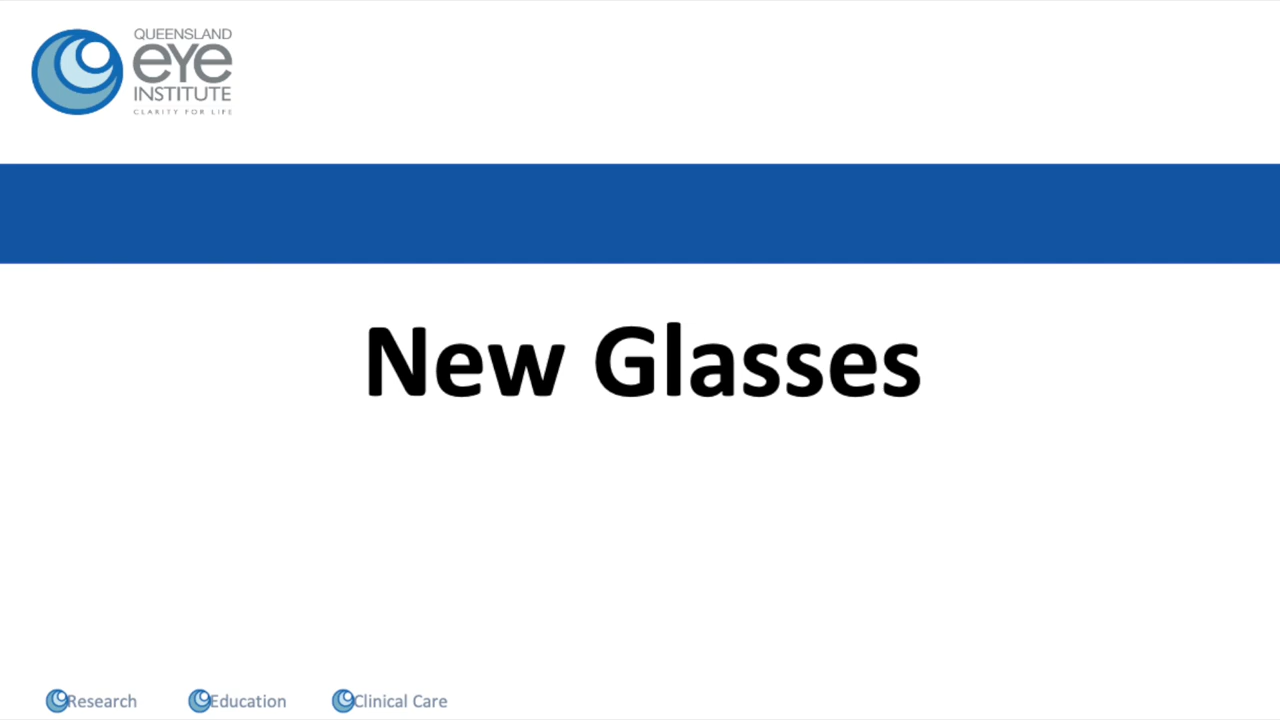 QUEENSLAND
eye
INSTITUTE
CLARITY FOR LIFE
New Glasses
Research Education Clinical Care